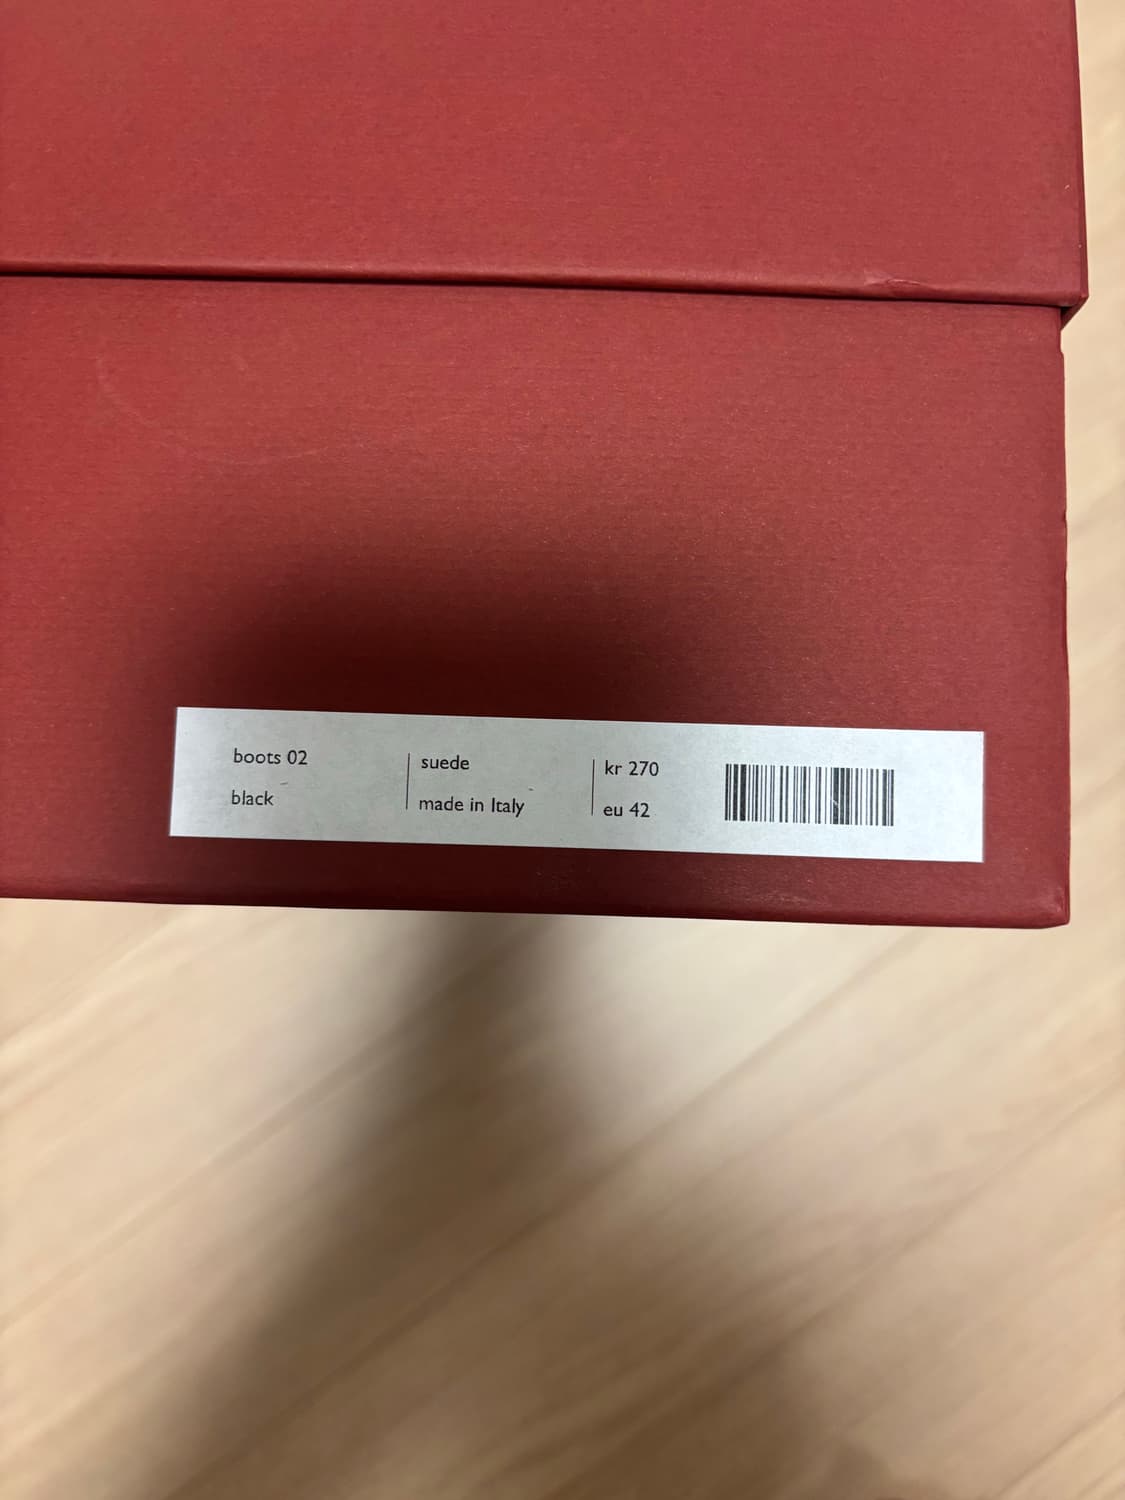 boots 02
black
suede
made in Italy
kr 270
eu 42